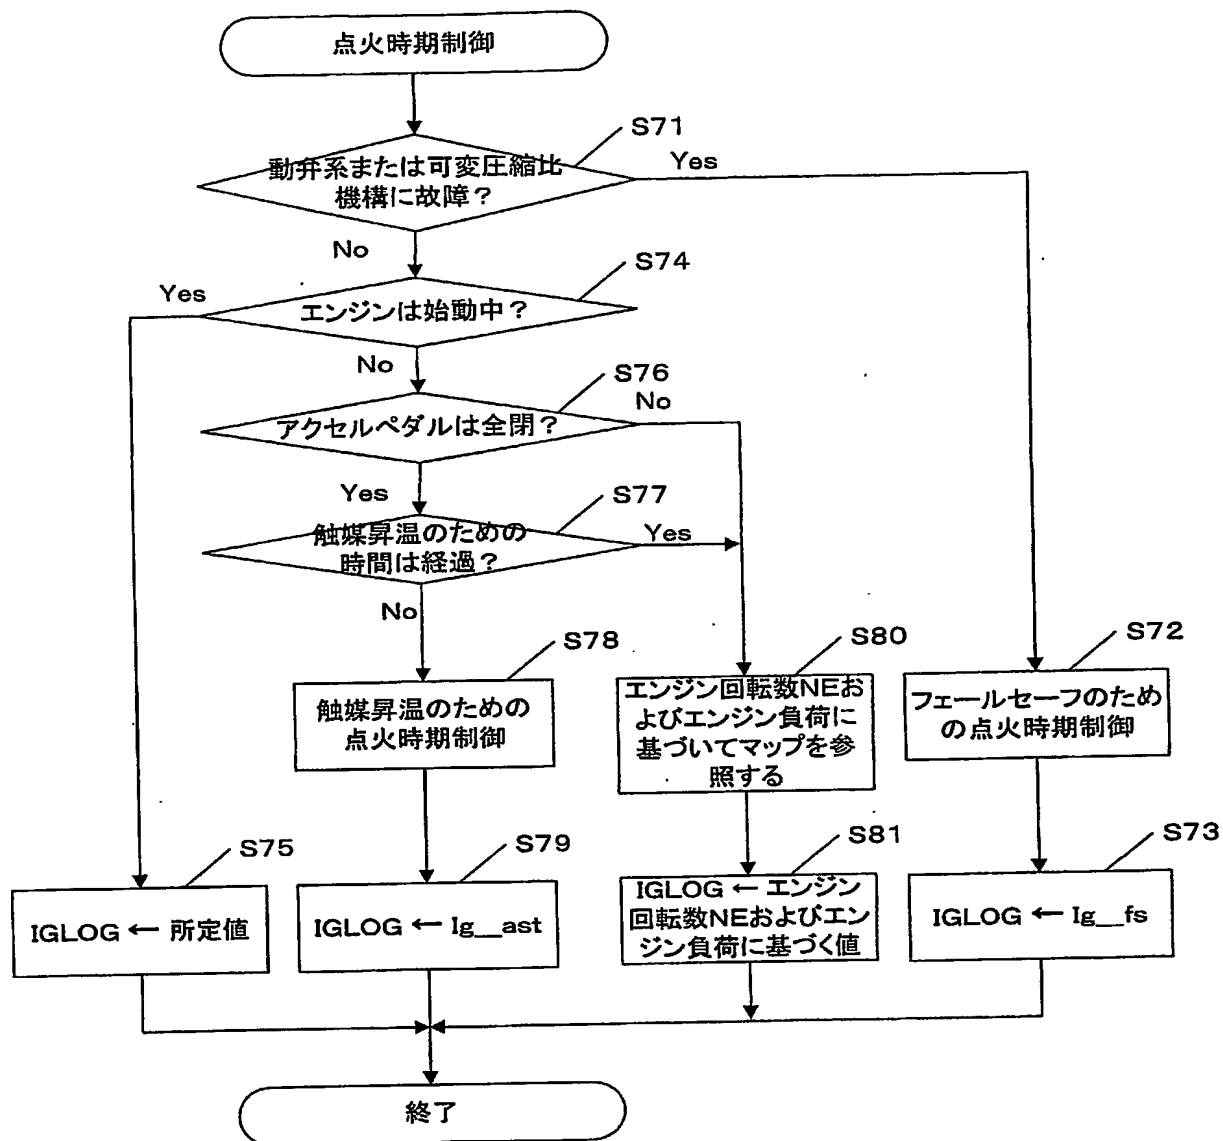 点火時期制御
S71
動弁系または可変圧縮比
機構に故障？
Yes
No
S74
Yes
エンジンは始動中？
No
S76
アクセルペダルは全閉？
No
Yes
S77
触媒昇温のための
時間は経過？
Yes
No
S78
触媒昇温のための
点火時期制御
S80
エンジン回転数NEお
よびエンジン負荷に
基づいてマップを参
照する
S72
フェールセーフのため
の点火時期制御
S75
IGLOG ← 所定値
S79
IGLOG ← Ig__ast
S81
IGLOG ← エンジン
回転数NEおよびエン
ジン負荷に基づく値
S73
IGLOG ← Ig__fs
終了